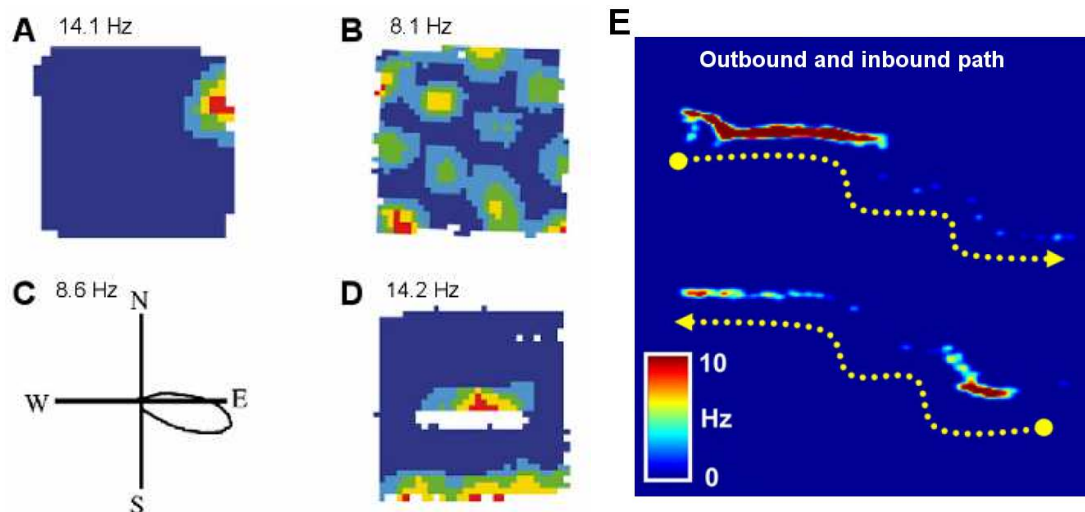 A 14.1 Hz
B 8.1 Hz
C 8.6 Hz
N
W E
S
D 14.2 Hz
E
Outbound and inbound path
10
Hz
0